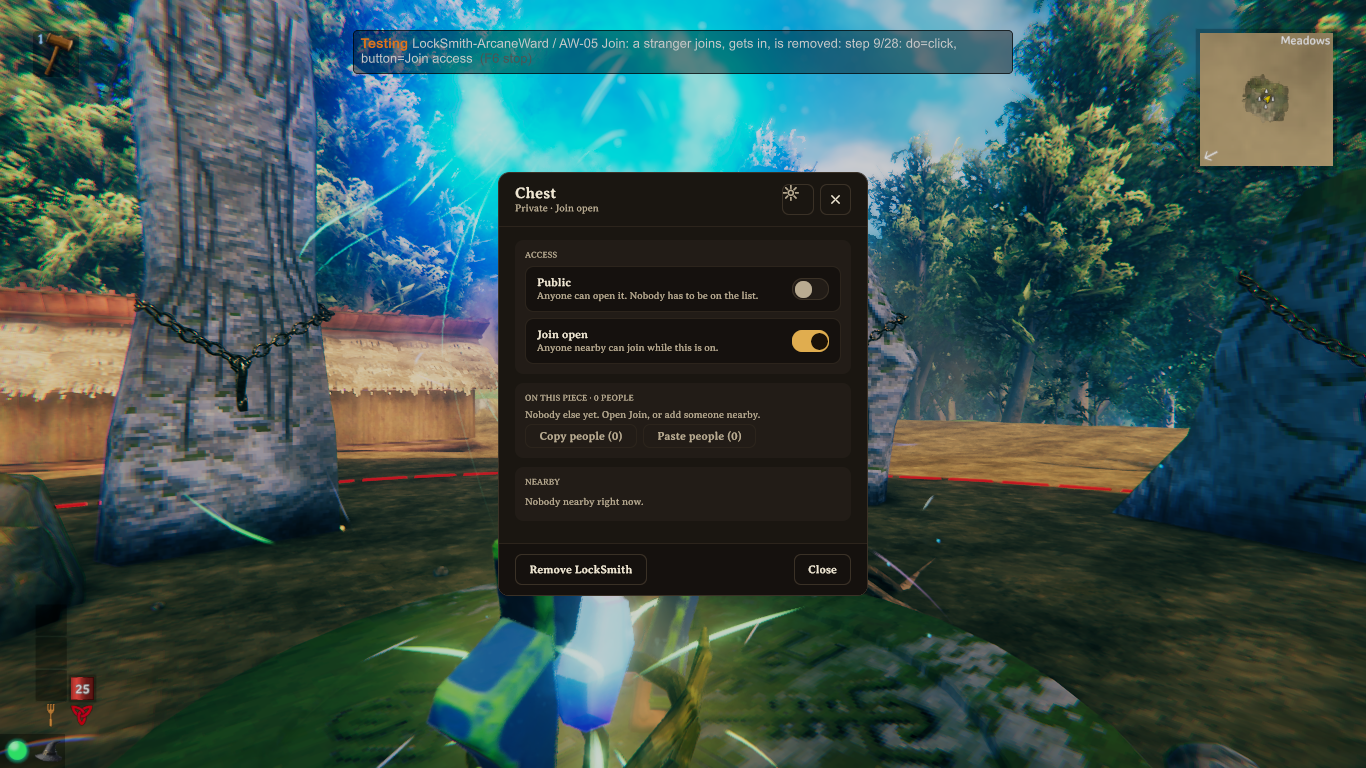 1
Testing LockSmith-ArcaneWard / AW-05 Join: a stranger joins, gets in, is removed: step 9/28: do=click,
button=Join access (no stop)
Meadows
Chest
Private · Join open
ACCESS
Public
Anyone can open it. Nobody has to be on the list.
Join open
Anyone nearby can join while this is on.
ON THIS PIECE · 0 PEOPLE
Nobody else yet. Open Join, or add someone nearby.
Copy people (0) Paste people (0)
NEARBY
Nobody nearby right now.
Remove LockSmith Close
25